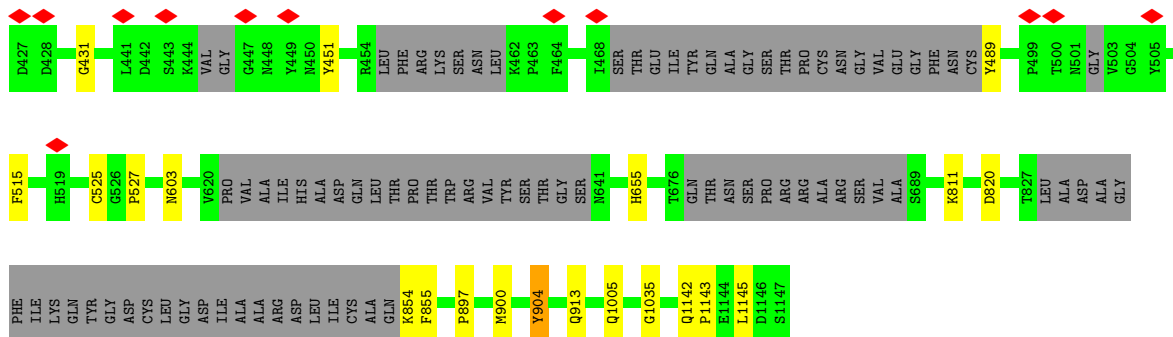 D427 D428 G431 L441 D442 S443 K444 VAL GLY G447 N448 Y449 N450 Y451 R454 LEU PHE ARG LYS SER ASN LEU K462 P463 F464 I468 SER THR GLU ILE TYR GLN ALA GLY SER THR PRO CYS ASN GLY VAL GLU GLY PHE ASN CYS Y489 P499 T500 N501 GLY V503 G504 Y505
F515 H519 C525 G526 P527 N603 V620 PRO VAL ALA ILE HIS ALA ASP GLN LEU THR PRO THR TRP ARG VAL TYR SER THR GLY SER N641 H655 T676 GLN THR ASN SER PRO ARG ARG ALA ARG SER VAL ALA S689 K811 D820 T827 LEU ALA ASP ALA GLY
PHE ILE LYS GLN TYR GLY ASP CYS LEU GLY ASP ILE ALA ALA ARG ASP LEU ILE CYS ALA GLN K854 F855 P897 M900 Y904 Q913 Q1005 G1035 Q1142 P1143 E1144 L1145 D1146 S1147